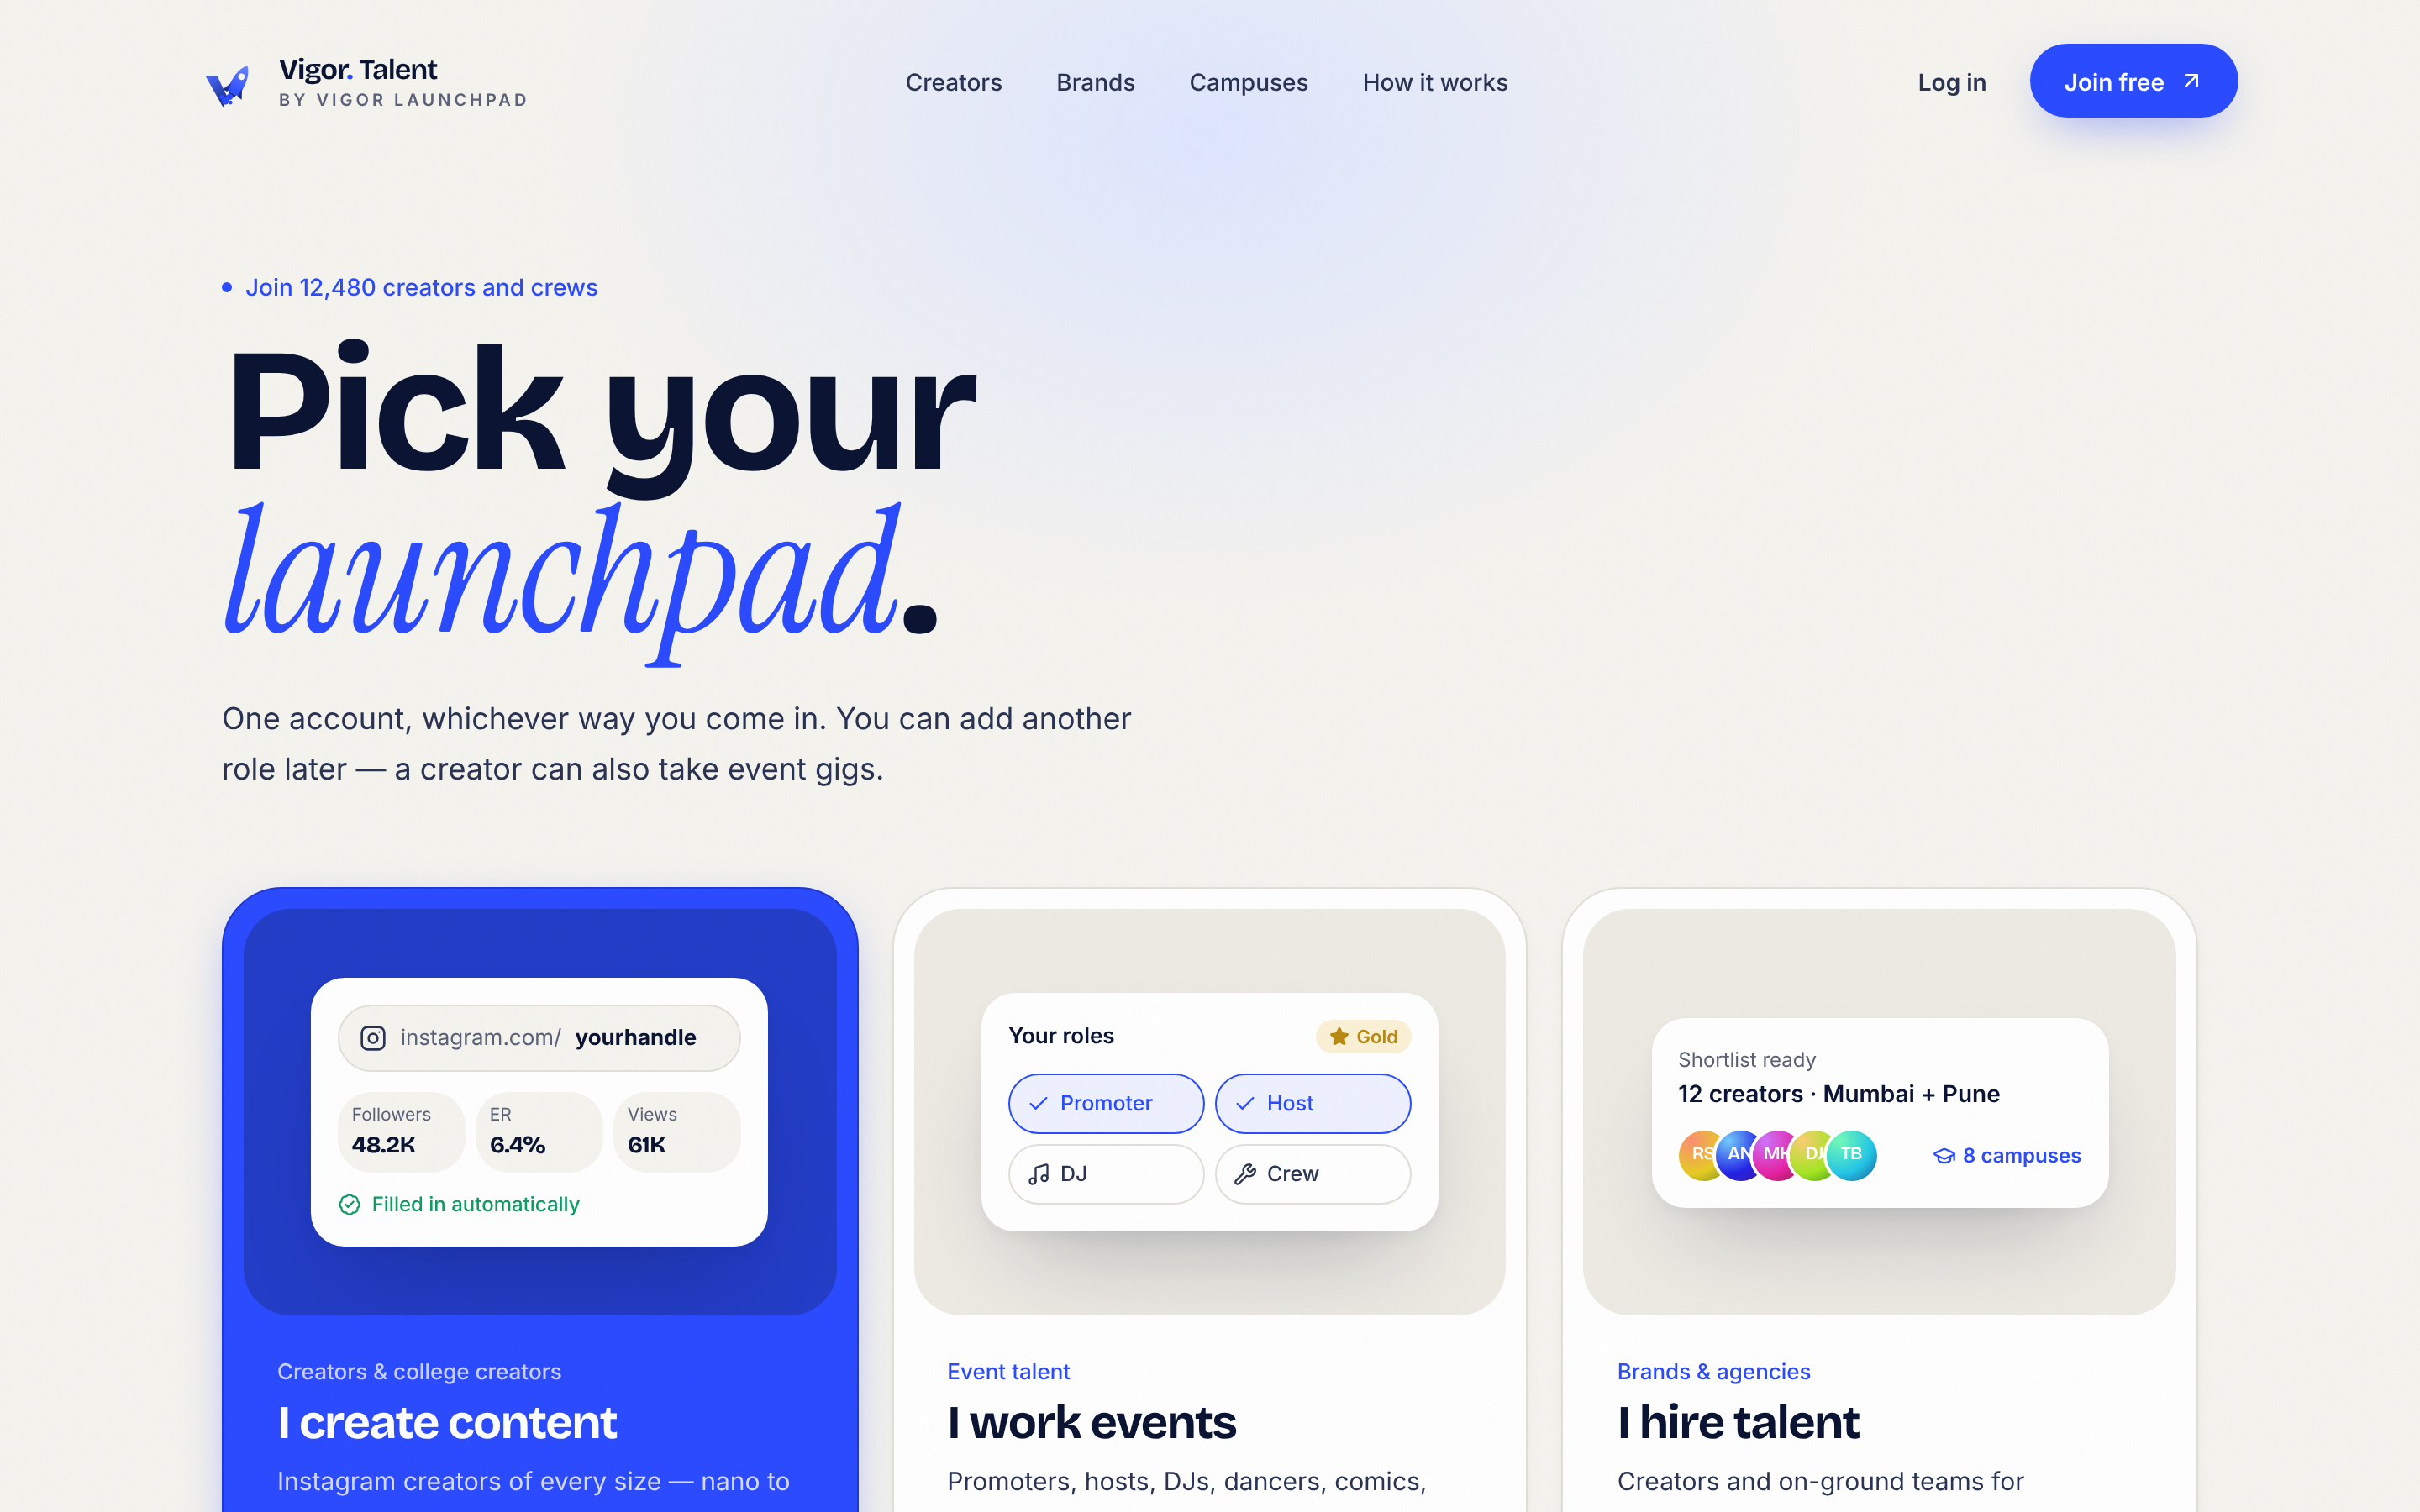 Vigor. Talent
BY VIGOR LAUNCHPAD
Creators
Brands
Campuses
How it works
Log in
Join free
Join 12,480 creators and crews
Pick your
launchpad.
One account, whichever way you come in. You can add another
role later — a creator can also take event gigs.
instagram.com/ yourhandle
Followers
48.2K
ER
6.4%
Views
61K
Filled in automatically
Creators & college creators
I create content
Instagram creators of every size — nano to
Your roles
Gold
Promoter
Host
DJ
Crew
Event talent
I work events
Promoters, hosts, DJs, dancers, comics,
Shortlist ready
12 creators · Mumbai + Pune
RS
AN
MK
DJ
TB
8 campuses
Brands & agencies
I hire talent
Creators and on-ground teams for